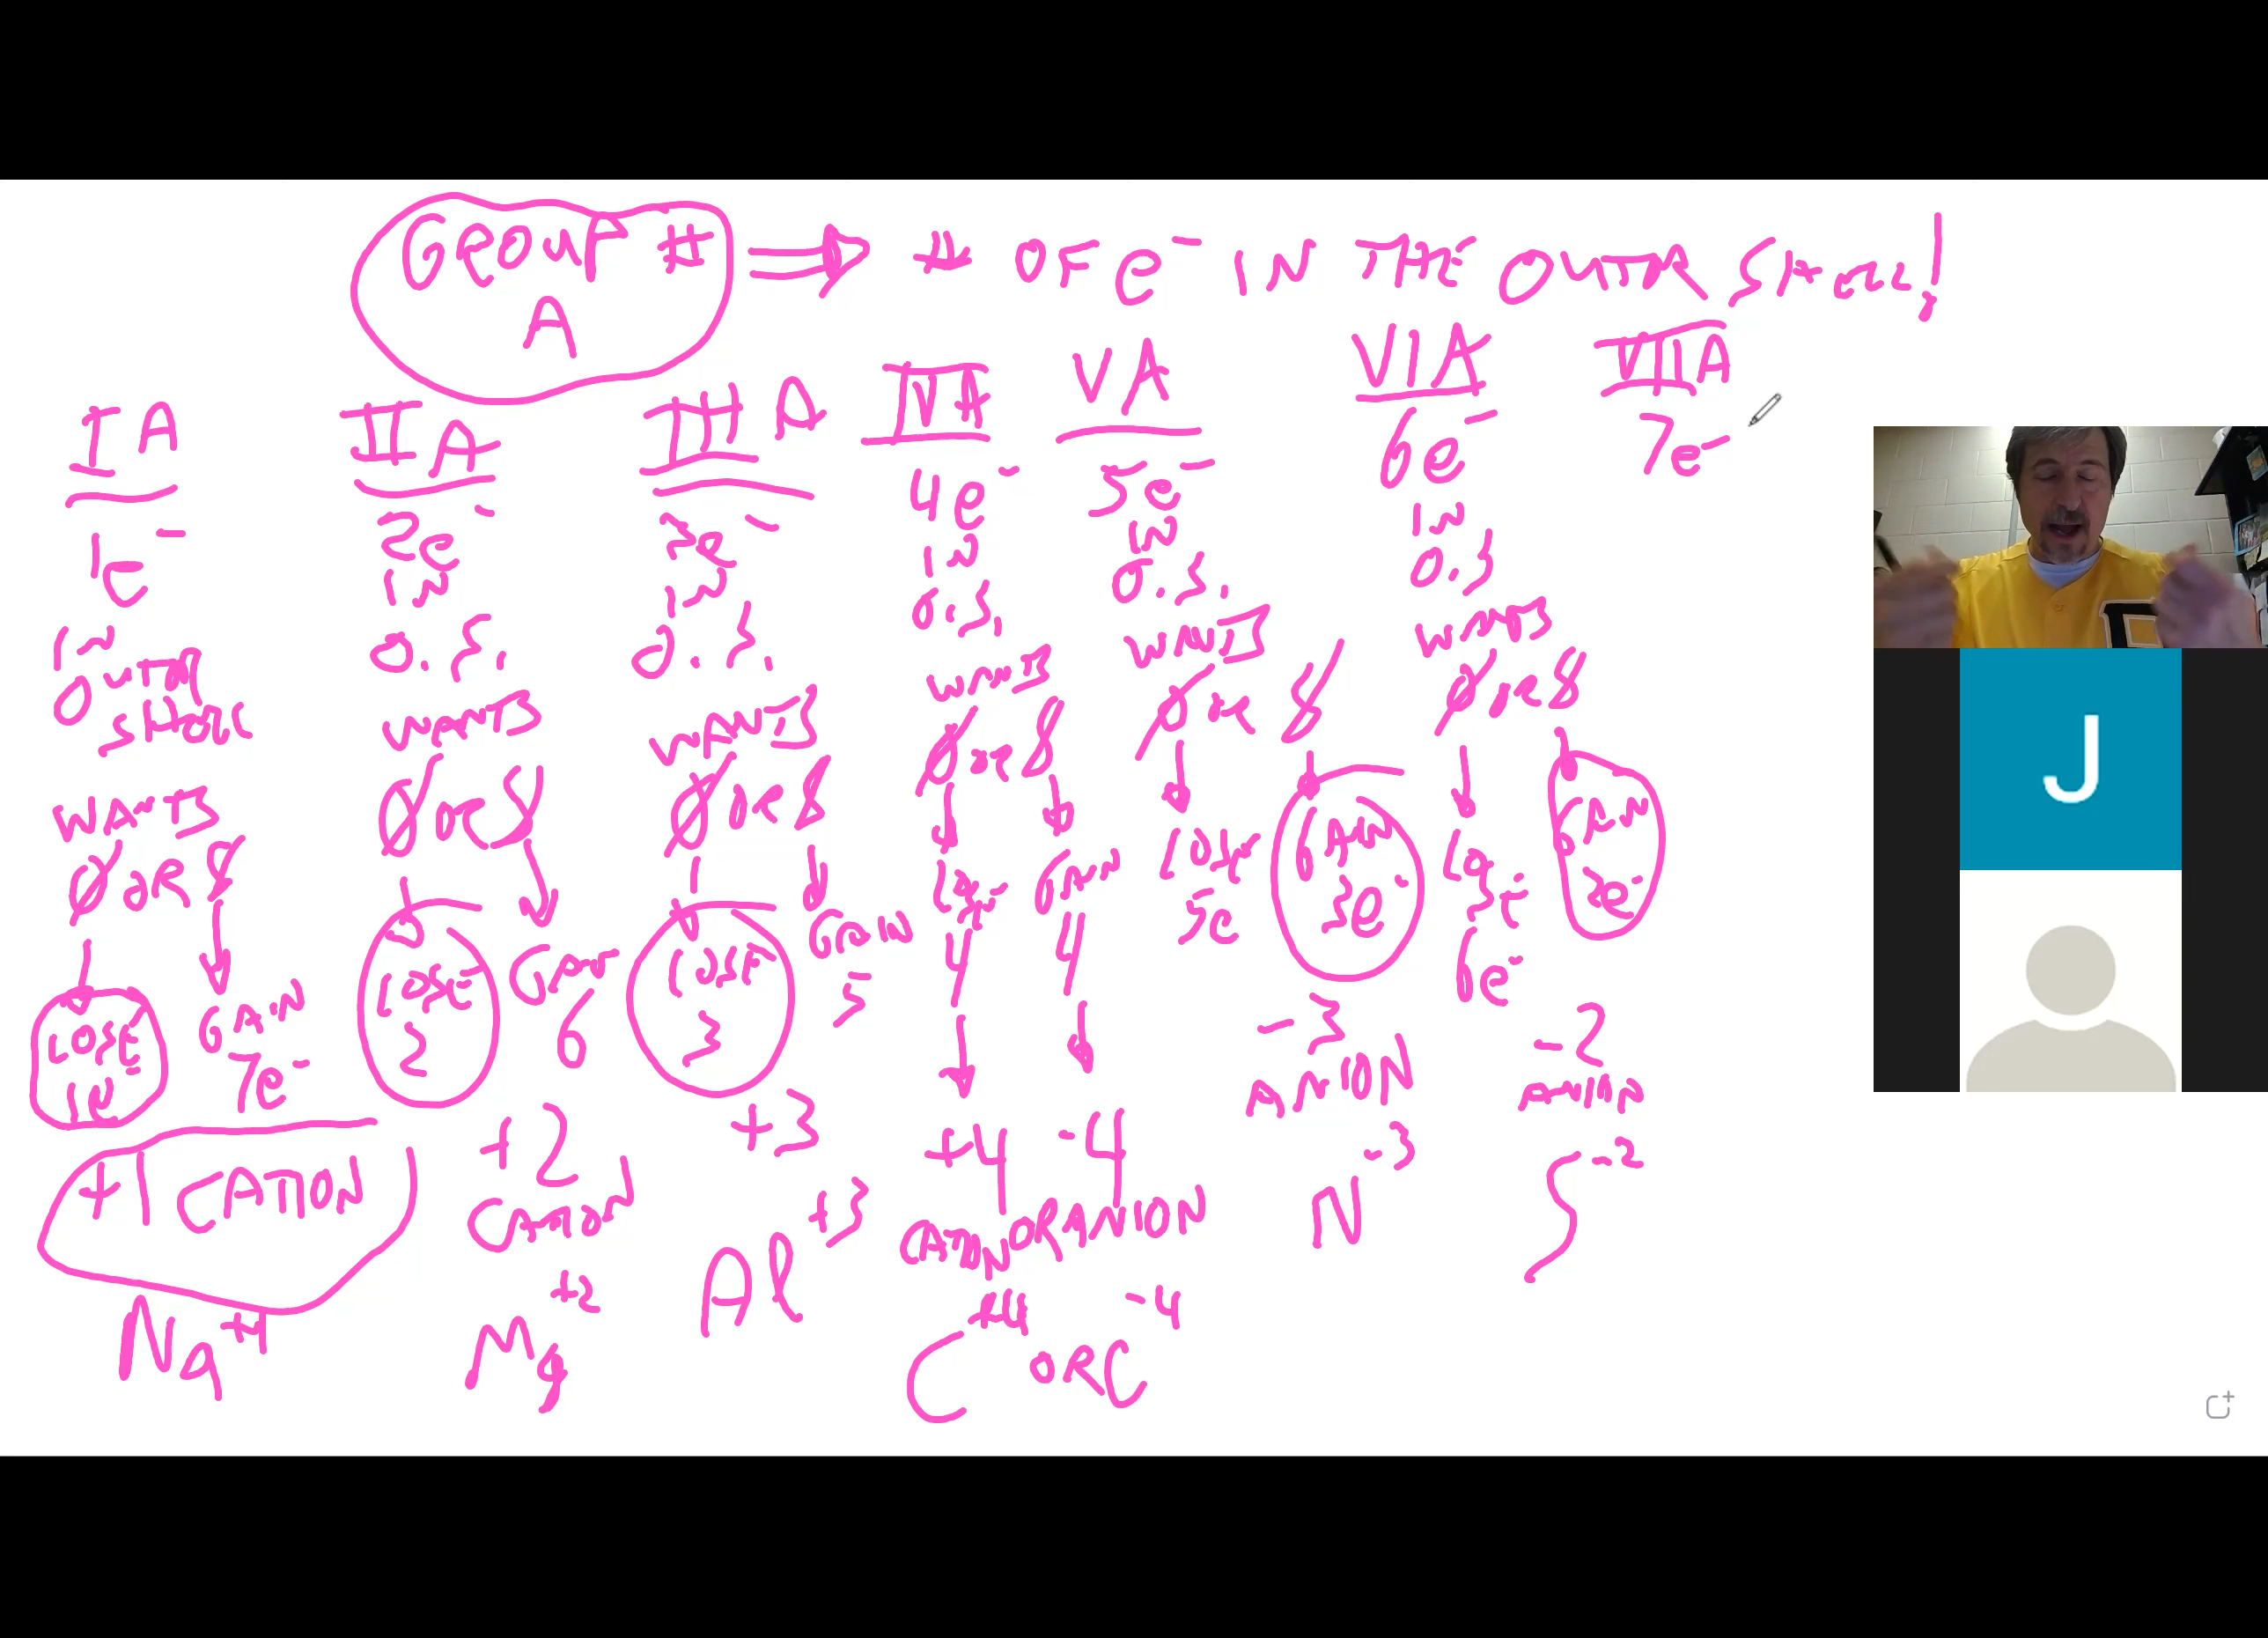 GROUP # ⇒ # OF e⁻ IN THE OUTER SHELL!
A
IA
1e⁻
IN
OUTER
SHELL
WANTS
Ø OR 8
LOSE
1e⁻
GAIN
7e⁻
+1 CATION
Na⁺¹
IIA
2e⁻
IN
O.S.
WANTS
Ø OR 8
LOSE
2
GAIN
6
+2
CATION
Mg⁺²
IIIA
3e⁻
IN
O.S.
WANTS
Ø OR 8
LOSE
3
GAIN
5
+3
Al⁺³
IVA
4e⁻
IN
O.S.
WANTS
Ø OR 8
LOSE
4
GAIN
4
+4 -4
CATION OR ANION
C⁺⁴ OR C⁻⁴
VA
5e⁻
IN
O.S.
WANTS
Ø OR 8
LOSE
5e
GAIN
3e⁻
-3
ANION
N⁻³
VIA
6e⁻
IN
O.S
WANTS
Ø OR 8
LOSE
6e⁻
GAIN
2e⁻
-2
ANION
S⁻²
VIIA
7e⁻
J